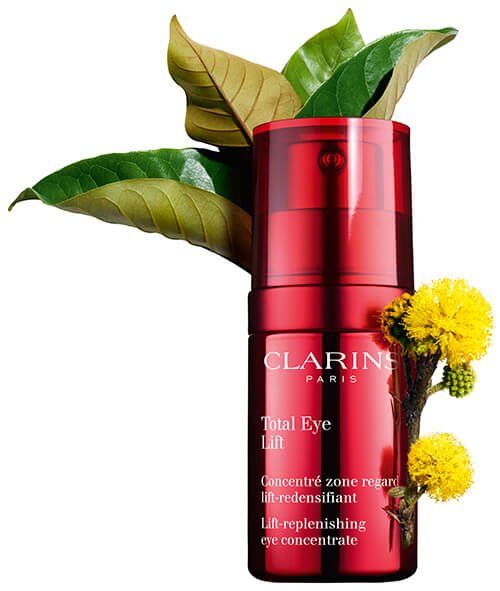 CLARINS
PARIS
Total Eye
Lift
Concentré zone regard
lift-redensifiant
Lift-replenishing
eye concentrate